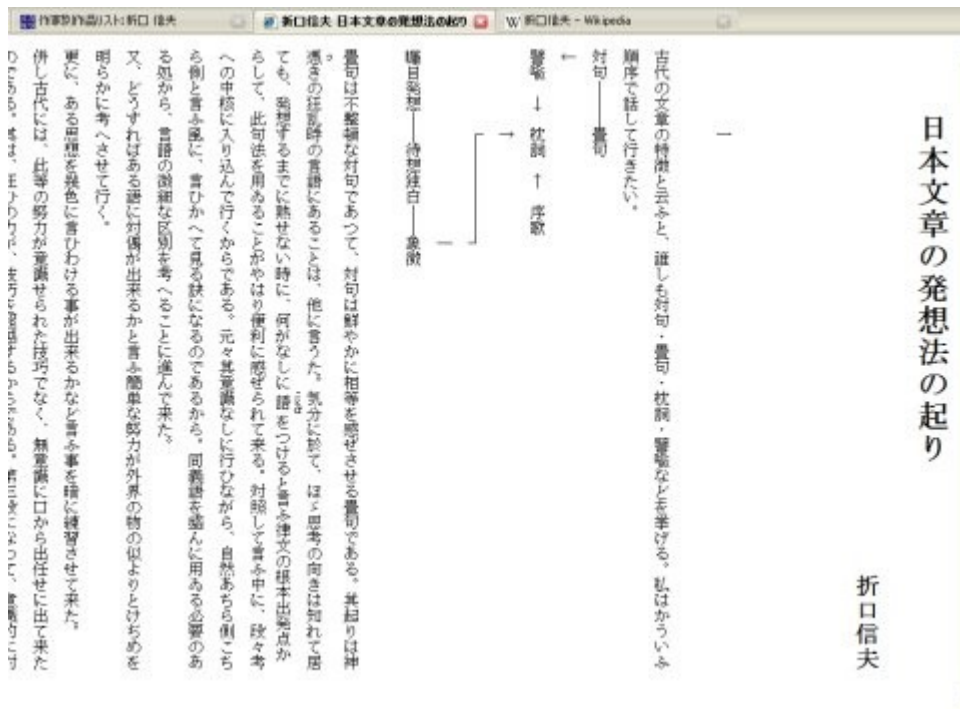 作家別作品リスト:折口 信夫
折口信夫 日本文章の発想法の起り
W 折口信夫 - Wikipedia
日本文章の発想法の起り
折口信夫
一
古代の文章の特徴と云ふと、誰しも対句・畳句・枕詞・譬喩などを挙げる。私はかういふ
順序で話して行きたい。
対句――畳句
←
譬喩 → 枕詞 ← 序歌
→
矚目発想――待想独白――象徴
畳句は不整頓な対句であつて、対句は鮮やかに相等を感ぜさせる畳句である。其起りは神
憑きの狂乱時の言語にあることは、他に言うた。気分に於て、ほゞ思考の向きは知れて居
ても、発想するまでに熟せない時に、何がなしに語をつけると言ふ律文の根本出発点か
らして、此句法を用ゐることがやはり便利に感ぜられて来る。対照して言ふ中に、段々考
への中核に入り込んで行くからである。元々其意識なしに行ひながら、自然あちら側こち
ら側と言ふ風に、言ひかへて見る訣になるのであるから。同義語を盛んに用ゐる必要のあ
る処から、言語の微細な区別を考へることに進んで来た。
又、どうすればある語に対偶が出来るかと言ふ簡単な努力が外界の物の似よりとけぢめを
明らかに考へさせて行く。
更に、ある思想を幾色に言ひわける事が出来るかなど言ふ事を暗に練習させて来た。
併し古代には、此等の努力が意識せられた技巧でなく、無意識に口から出任せに出て来た